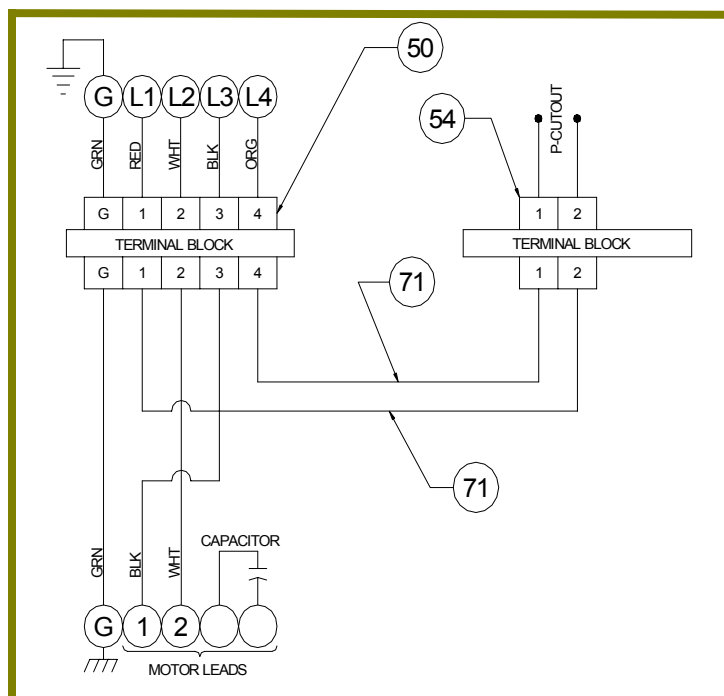 50
G L1 L2 L3 L4
54
P-CUTOUT
GRN RED WHT BLK ORG
G 1 2 3 4
1 2
TERMINAL BLOCK
TERMINAL BLOCK
G 1 2 3 4
1 2
71
71
CAPACITOR
GRN BLK WHT
G 1 2
MOTOR LEADS